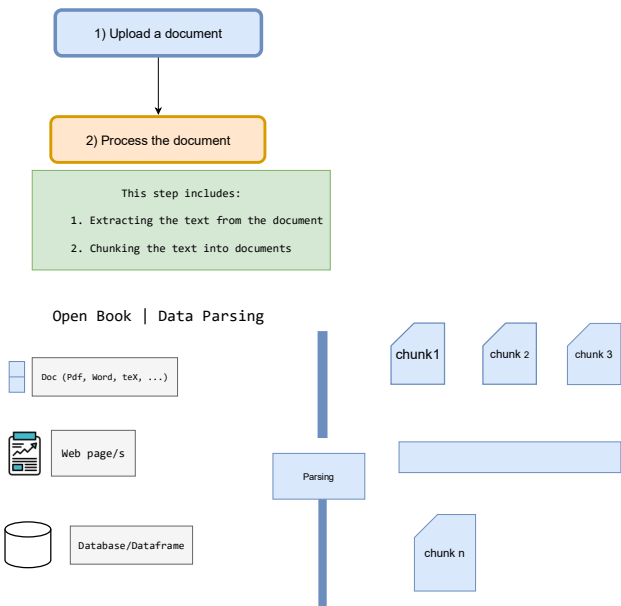 1) Upload a document
2) Process the document
This step includes:
1. Extracting the text from the document
2. Chunking the text into documents
Open Book | Data Parsing
Doc (Pdf, Word, teX, ...)
Web page/s
Database/Dataframe
Parsing
chunk1
chunk 2
chunk 3
chunk n